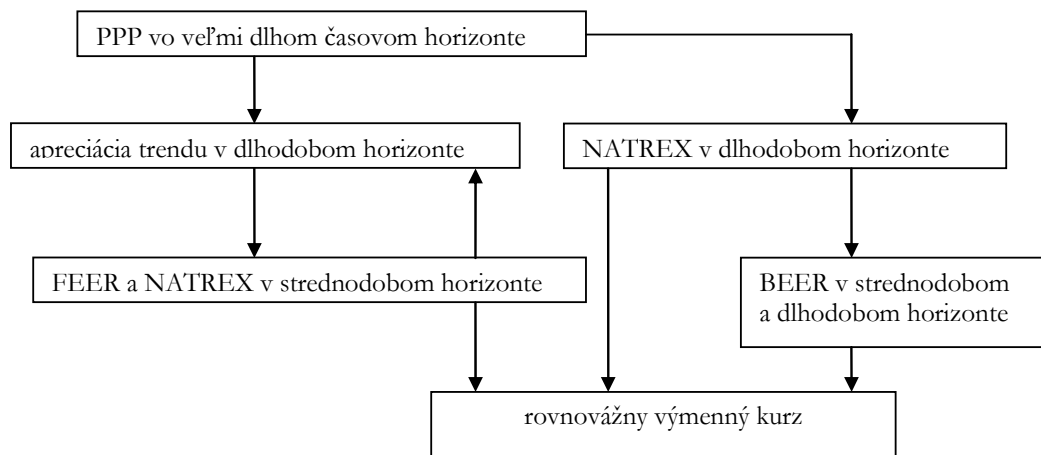 PPP vo veľmi dlhom časovom horizonte
apreciácia trendu v dlhodobom horizonte
NATREX v dlhodobom horizonte
FEER a NATREX v strednodobom horizonte
BEER v strednodobom
a dlhodobom horizonte
rovnovážny výmenný kurz